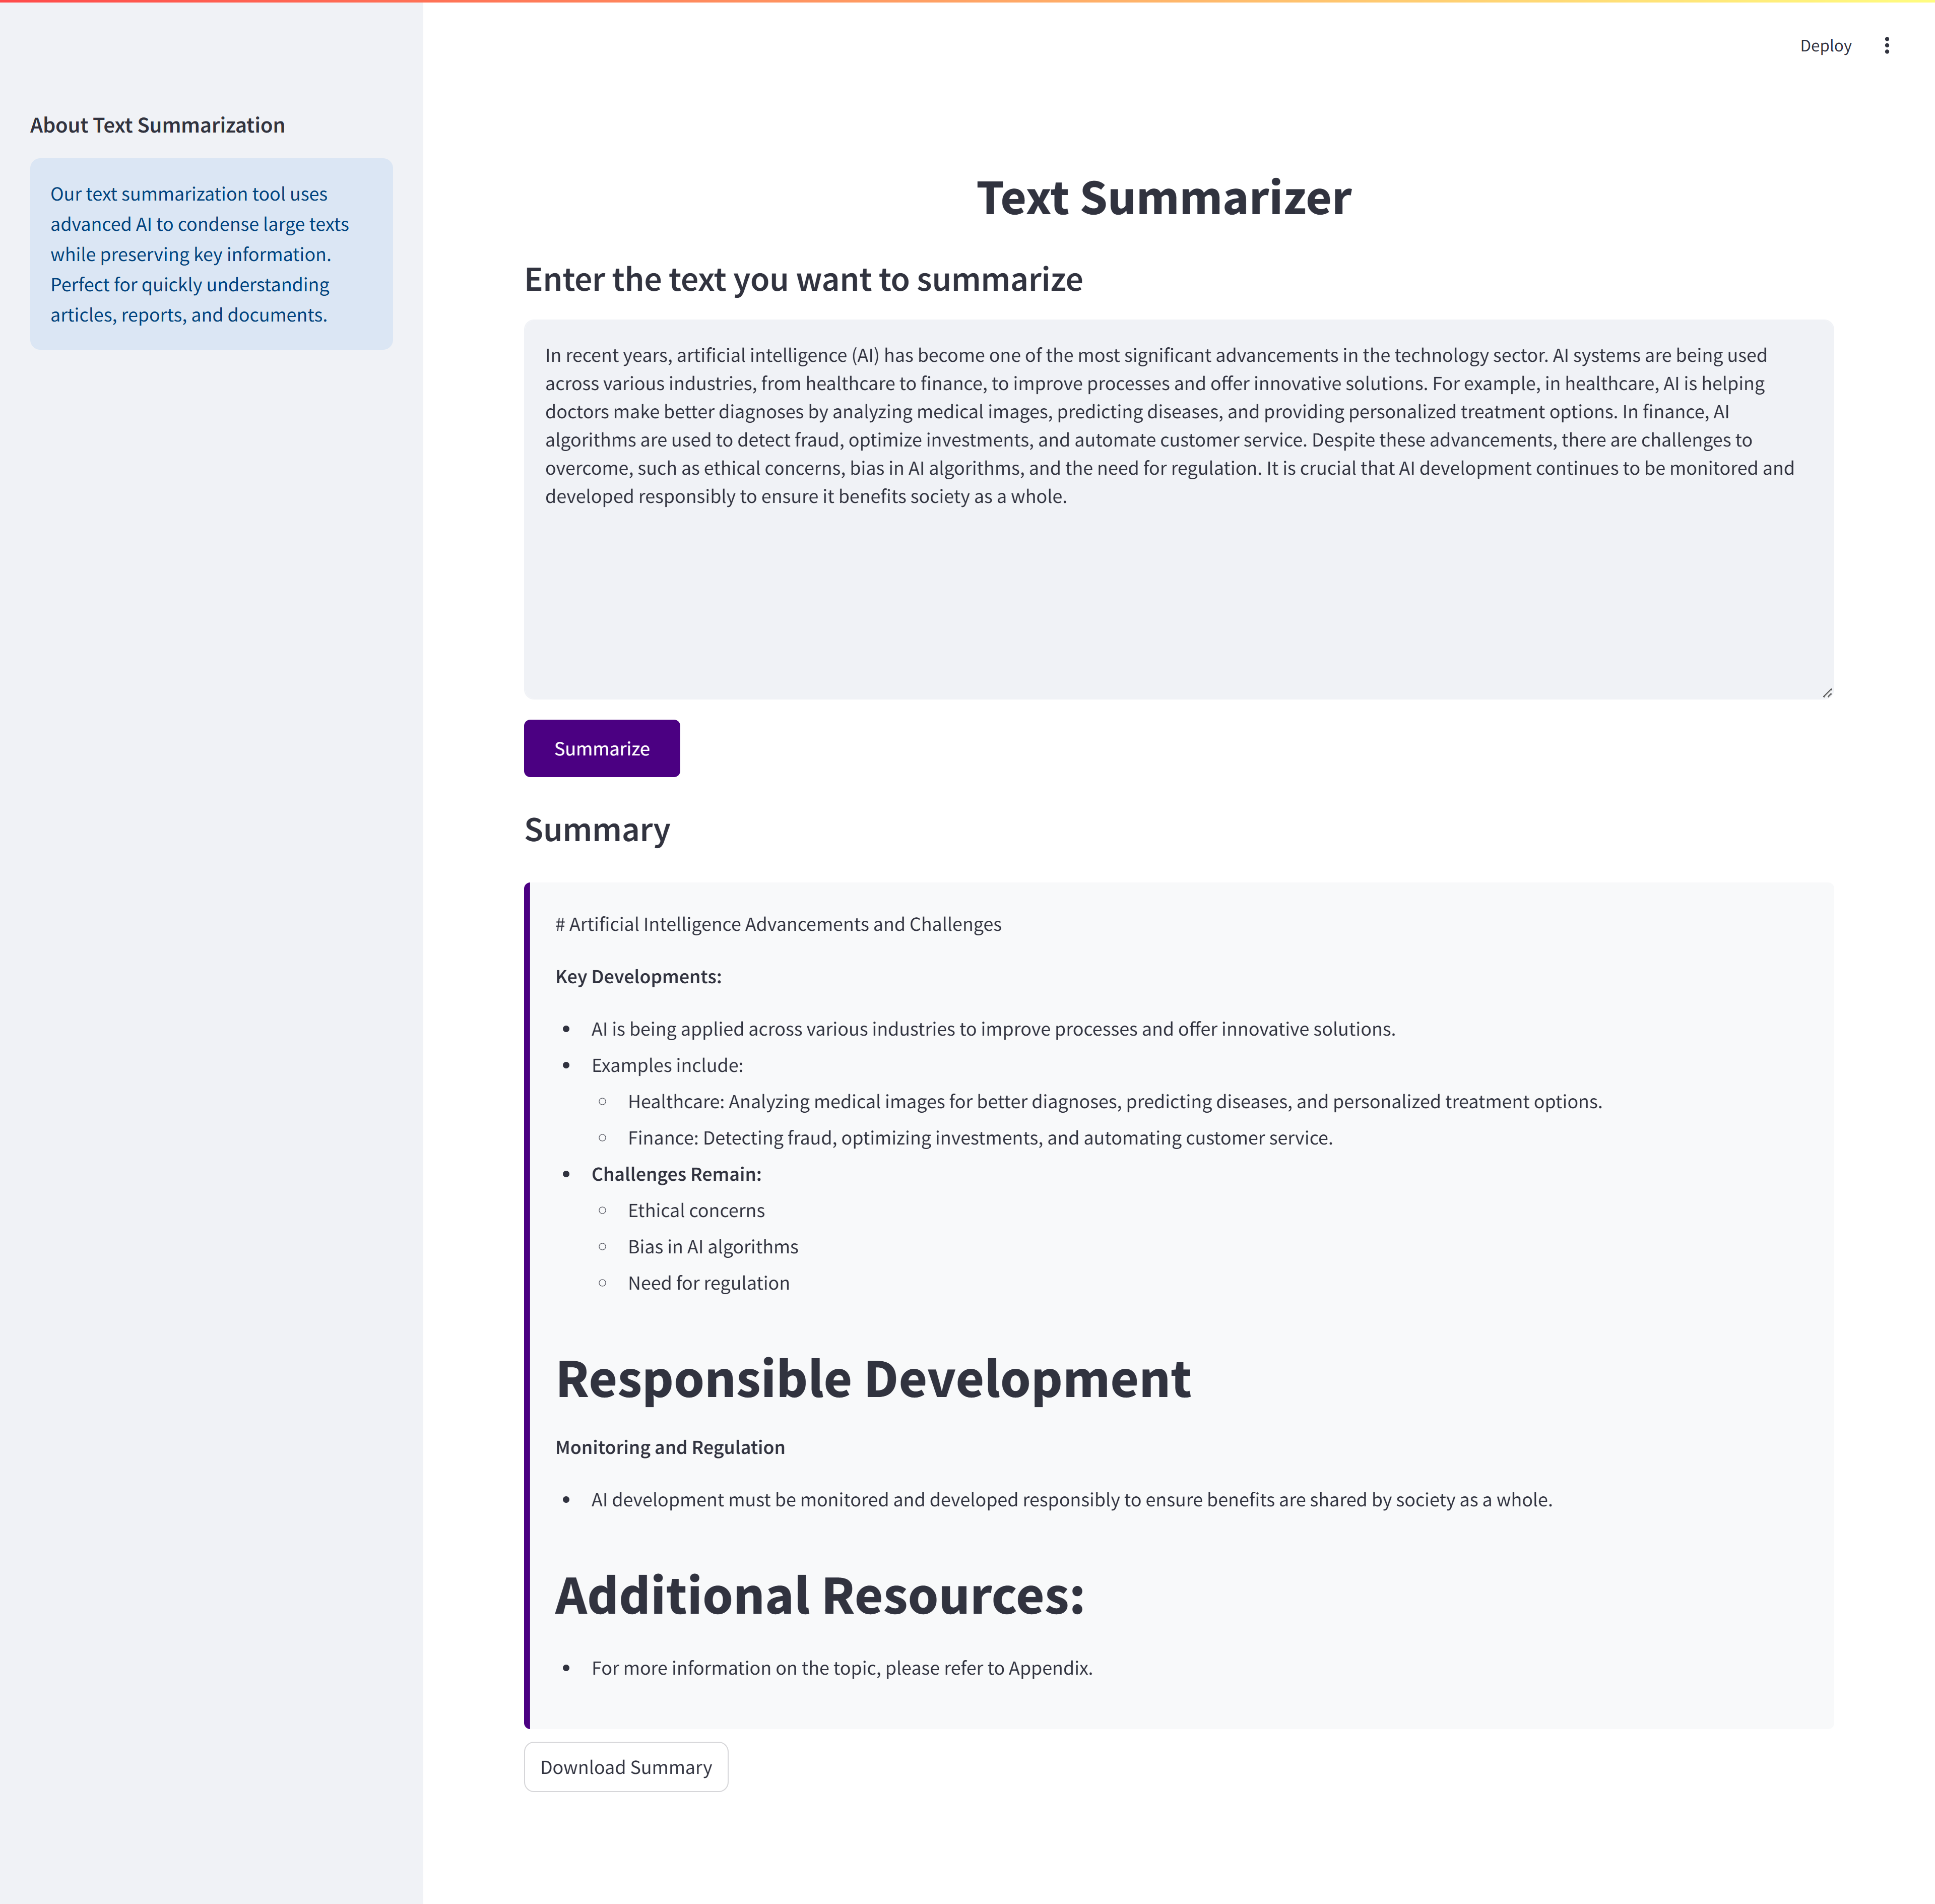 Deploy
About Text Summarization
Our text summarization tool uses
advanced AI to condense large texts
while preserving key information.
Perfect for quickly understanding
articles, reports, and documents.
Text Summarizer
Enter the text you want to summarize
In recent years, artificial intelligence (AI) has become one of the most significant advancements in the technology sector. AI systems are being used
across various industries, from healthcare to finance, to improve processes and offer innovative solutions. For example, in healthcare, AI is helping
doctors make better diagnoses by analyzing medical images, predicting diseases, and providing personalized treatment options. In finance, AI
algorithms are used to detect fraud, optimize investments, and automate customer service. Despite these advancements, there are challenges to
overcome, such as ethical concerns, bias in AI algorithms, and the need for regulation. It is crucial that AI development continues to be monitored and
developed responsibly to ensure it benefits society as a whole.
Summarize
Summary
# Artificial Intelligence Advancements and Challenges
Key Developments:
• AI is being applied across various industries to improve processes and offer innovative solutions.
• Examples include:
○ Healthcare: Analyzing medical images for better diagnoses, predicting diseases, and personalized treatment options.
○ Finance: Detecting fraud, optimizing investments, and automating customer service.
• Challenges Remain:
○ Ethical concerns
○ Bias in AI algorithms
○ Need for regulation
Responsible Development
Monitoring and Regulation
• AI development must be monitored and developed responsibly to ensure benefits are shared by society as a whole.
Additional Resources:
• For more information on the topic, please refer to Appendix.
Download Summary